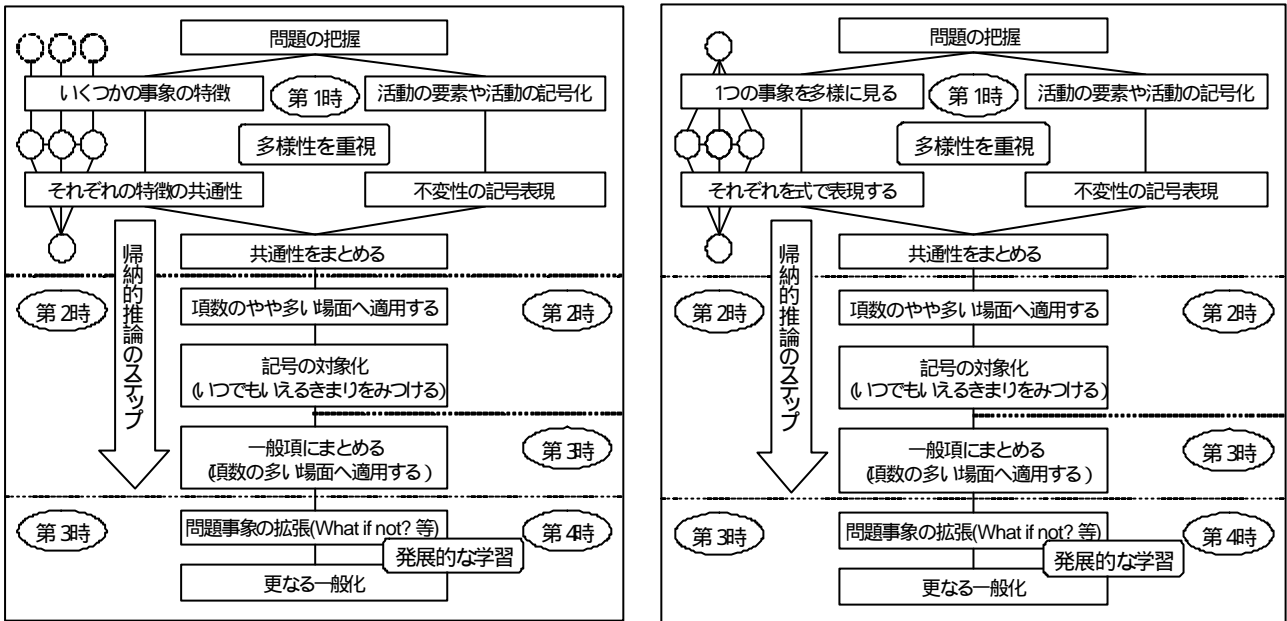 問題の把握
いくつかの事象の特徴
第1時
活動の要素や活動の記号化
多様性を重視
それぞれの特徴の共通性
不変性の記号表現
帰納的推論のステップ
共通性をまとめる
第2時
項数のやや多い場面へ適用する
第2時
記号の対象化
(いつでもいえるきまりをみつける)
一般項にまとめる
(項数の多い場面へ適用する)
第3時
第3時
問題事象の拡張(What if not? 等)
第4時
発展的な学習
更なる一般化
問題の把握
1つの事象を多様に見る
第1時
活動の要素や活動の記号化
多様性を重視
それぞれを式で表現する
不変性の記号表現
帰納的推論のステップ
共通性をまとめる
第2時
項数のやや多い場面へ適用する
第2時
記号の対象化
(いつでもいえるきまりをみつける)
一般項にまとめる
(項数の多い場面へ適用する)
第3時
第3時
問題事象の拡張(What if not? 等)
第4時
発展的な学習
更なる一般化